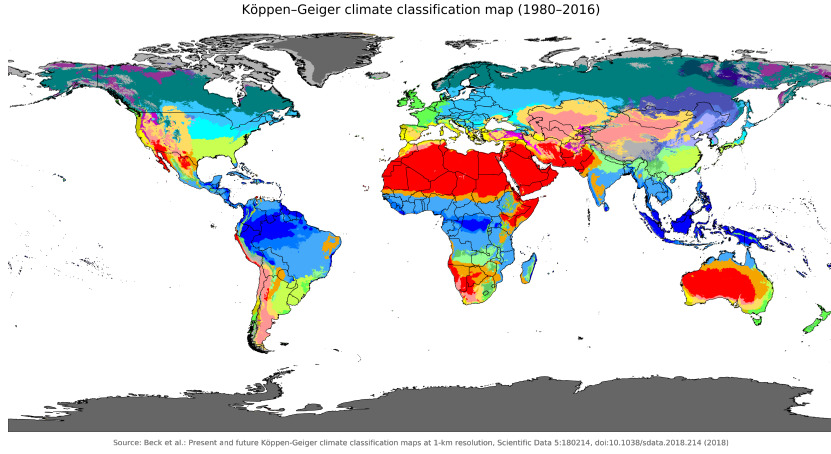 Köppen–Geiger climate classification map (1980–2016)
Source: Beck et al.: Present and future Köppen-Geiger climate classification maps at 1-km resolution, Scientific Data 5:180214, doi:10.1038/sdata.2018.214 (2018)